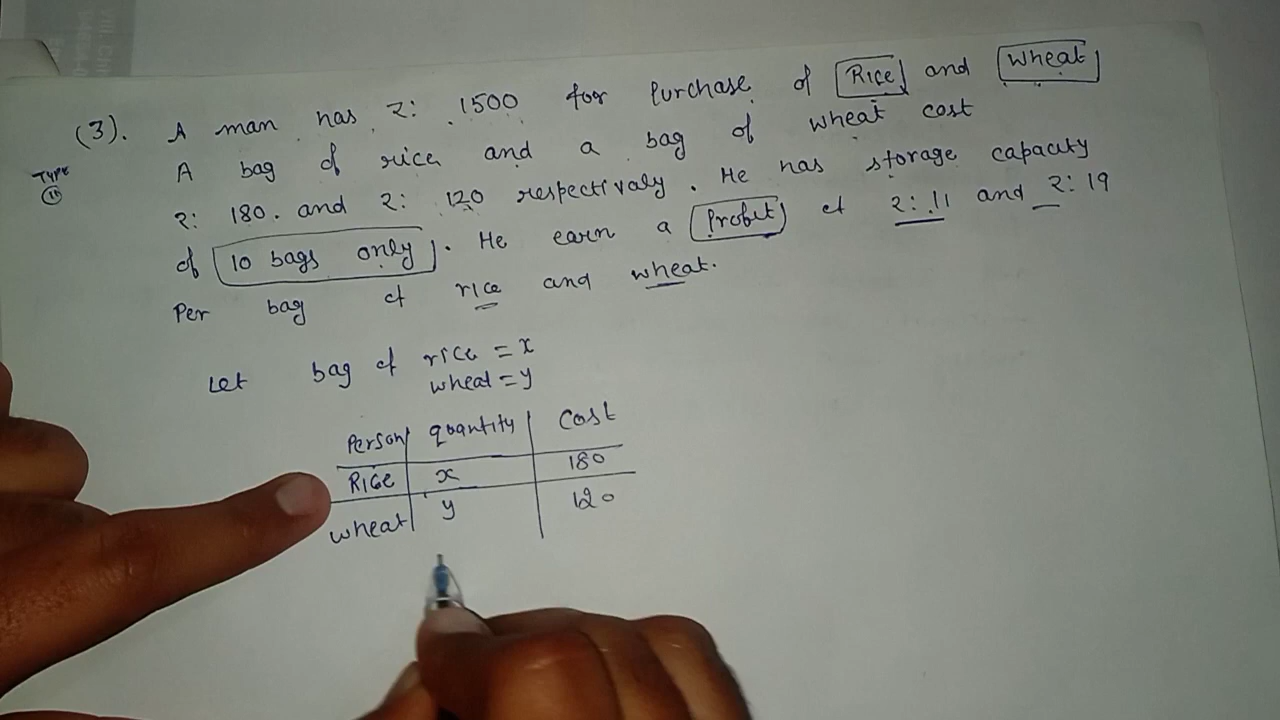 (3). A man has ₹: 1500 for Purchase of Rice and Wheat
TYPE
A bag of rice and a bag of wheat cost
₹: 180. and ₹: 120 respectivaly. He has storage capacity
of 10 bags only. He earn a Profit of ₹: 11 and ₹: 19
Per bag of rice and wheat.
Let bag of rice = x
wheat = y
Person quantity Cost
Rice x 180
wheat y 120